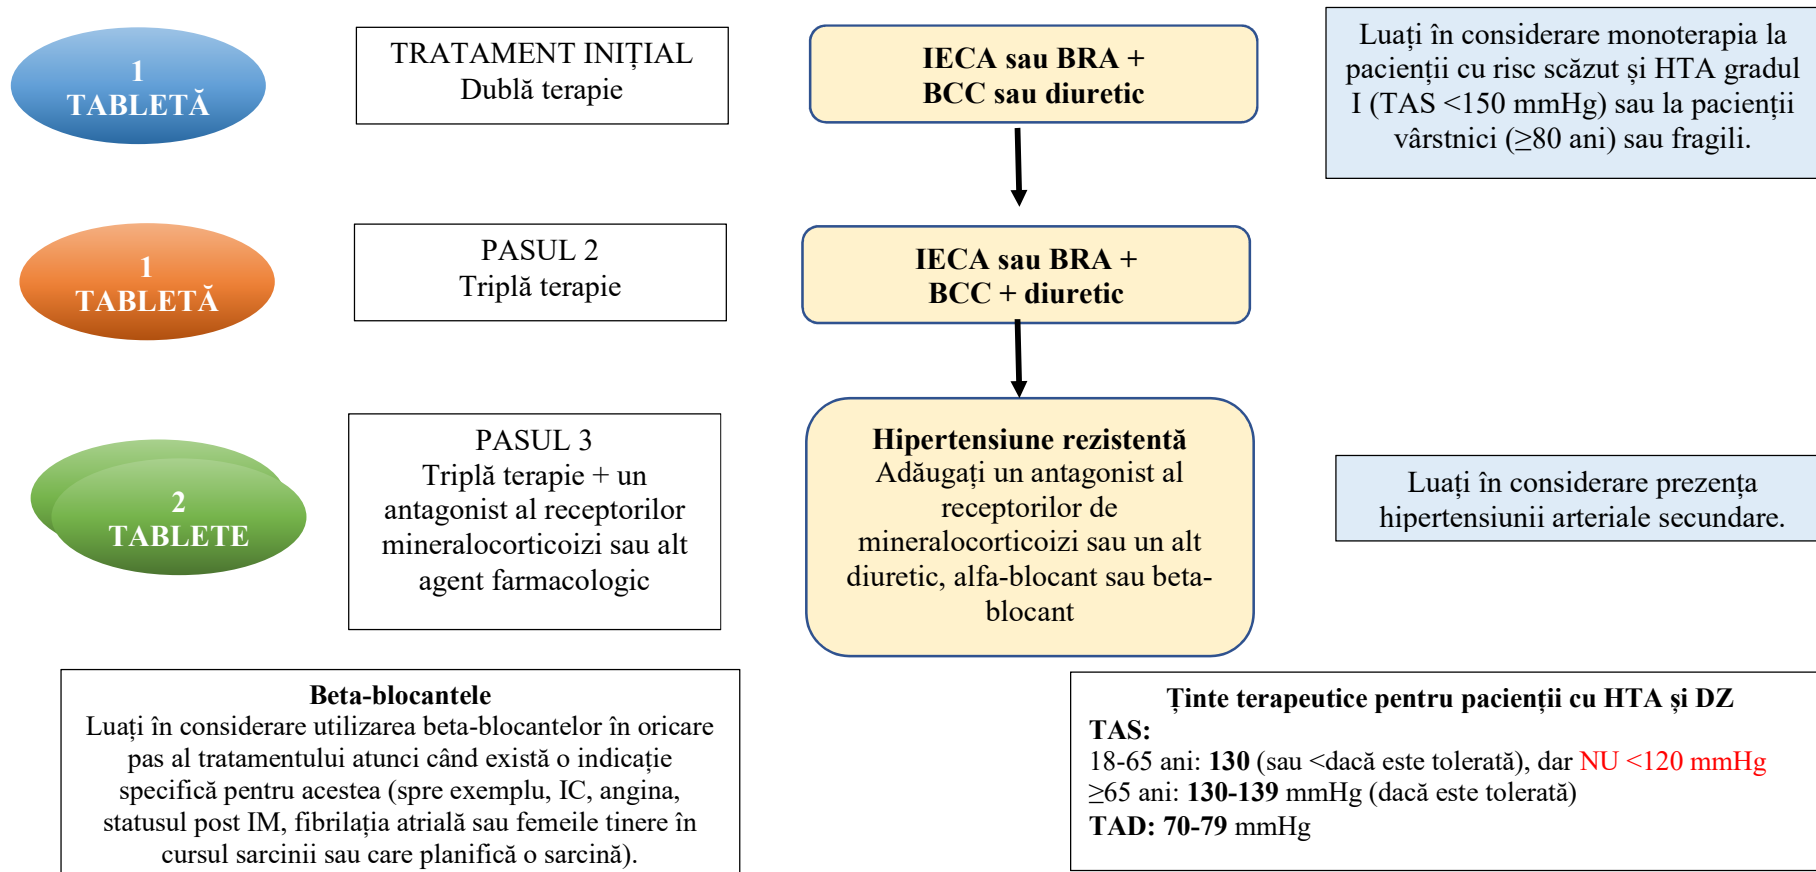 1
TABLETĂ
TRATAMENT INIȚIAL
Dublă terapie
IECA sau BRA +
BCC sau diuretic
Luați în considerare monoterapia la
pacienții cu risc scăzut și HTA gradul
I (TAS <150 mmHg) sau la pacienții
vârstnici (≥80 ani) sau fragili.
1
TABLETĂ
PASUL 2
Triplă terapie
IECA sau BRA +
BCC + diuretic
2
TABLETE
PASUL 3
Triplă terapie + un
antagonist al receptorilor
mineralocorticoizi sau alt
agent farmacologic
Hipertensiune rezistentă
Adăugați un antagonist al
receptorilor de
mineralocorticoizi sau un alt
diuretic, alfa-blocant sau beta-
blocant
Luați în considerare prezența
hipertensiunii arteriale secundare.
Beta-blocantele
Luați în considerare utilizarea beta-blocantelor în oricare
pas al tratamentului atunci când există o indicație
specifică pentru acestea (spre exemplu, IC, angina,
statusul post IM, fibrilația atrială sau femeile tinere în
cursul sarcinii sau care planifică o sarcină).
Ținte terapeutice pentru pacienții cu HTA și DZ
TAS:
18-65 ani: 130 (sau <dacă este tolerată), dar NU <120 mmHg
≥65 ani: 130-139 mmHg (dacă este tolerată)
TAD: 70-79 mmHg